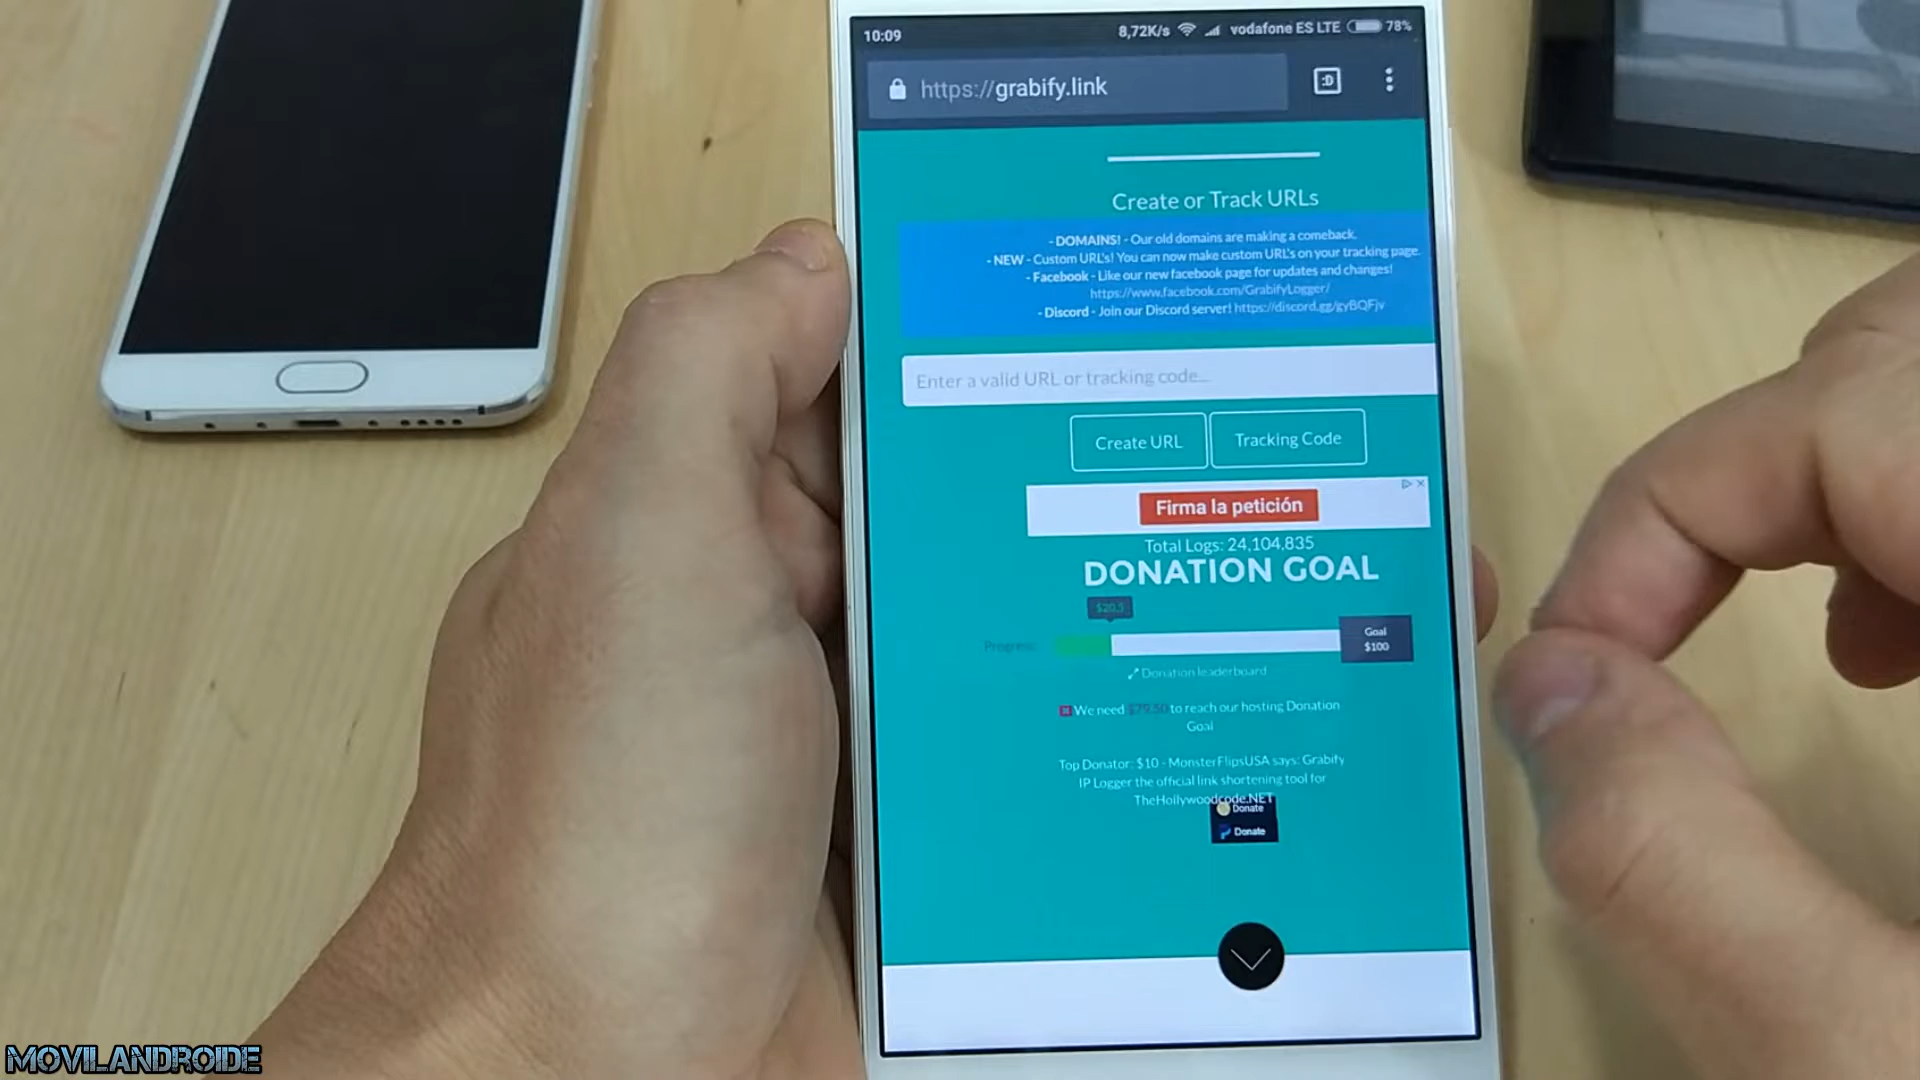 10:09
8,72K/s vodafone ES LTE 78%
https://grabify.link
:D
Create or Track URLs
- DOMAINS! - Our old domains are making a comeback.
- NEW - Custom URL's! You can now make custom URL's on your tracking page.
- Facebook - Like our new facebook page for updates and changes!
https://www.facebook.com/GrabifyLogger/
- Discord - Join our Discord server! https://discord.gg/gyBQFjv
Enter a valid URL or tracking code...
Create URL
Tracking Code
Firma la petición
Total Logs: 24,104,835
DONATION GOAL
$20.5
Progress:
Goal
$100
Donation leaderboard
We need $79.50 to reach our hosting Donation
Goal
Top Donator: $10 - MonsterFlipsUSA says: Grabify
IP Logger the official link shortening tool for
TheHollywoodcode.NET
Donate
Donate
MOVILANDROIDE